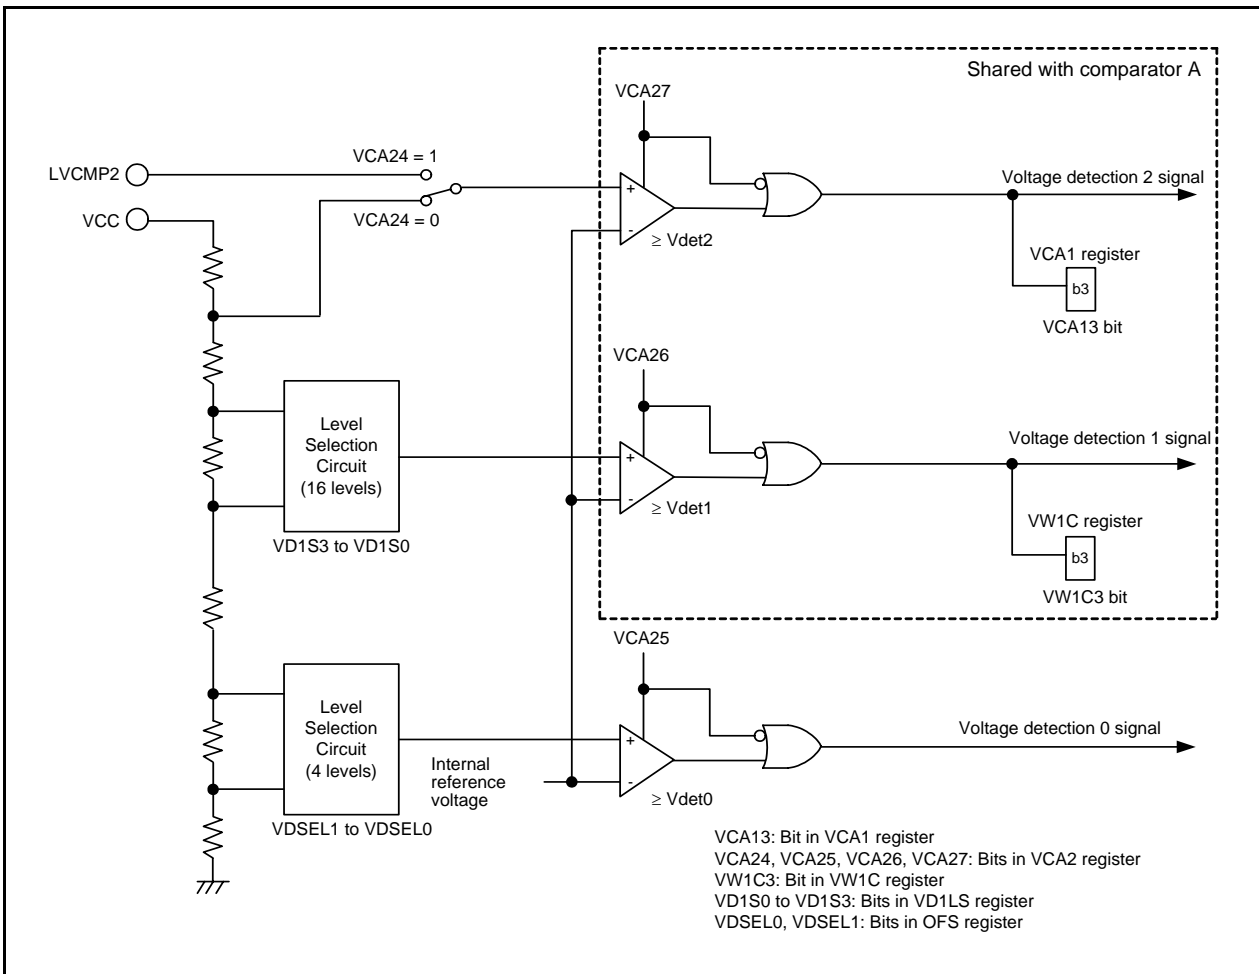 Shared with comparator A
VCA27
LVCMP2
VCA24 = 1
Voltage detection 2 signal
VCC
VCA24 = 0
+
-
≥ Vdet2
VCA1 register
b3
VCA13 bit
VCA26
Level
Selection
Circuit
(16 levels)
VD1S3 to VD1S0
+
-
≥ Vdet1
Voltage detection 1 signal
VW1C register
b3
VW1C3 bit
VCA25
Level
Selection
Circuit
(4 levels)
VDSEL1 to VDSEL0
Internal
reference
voltage
+
-
≥ Vdet0
Voltage detection 0 signal
VCA13: Bit in VCA1 register
VCA24, VCA25, VCA26, VCA27: Bits in VCA2 register
VW1C3: Bit in VW1C register
VD1S0 to VD1S3: Bits in VD1LS register
VDSEL0, VDSEL1: Bits in OFS register